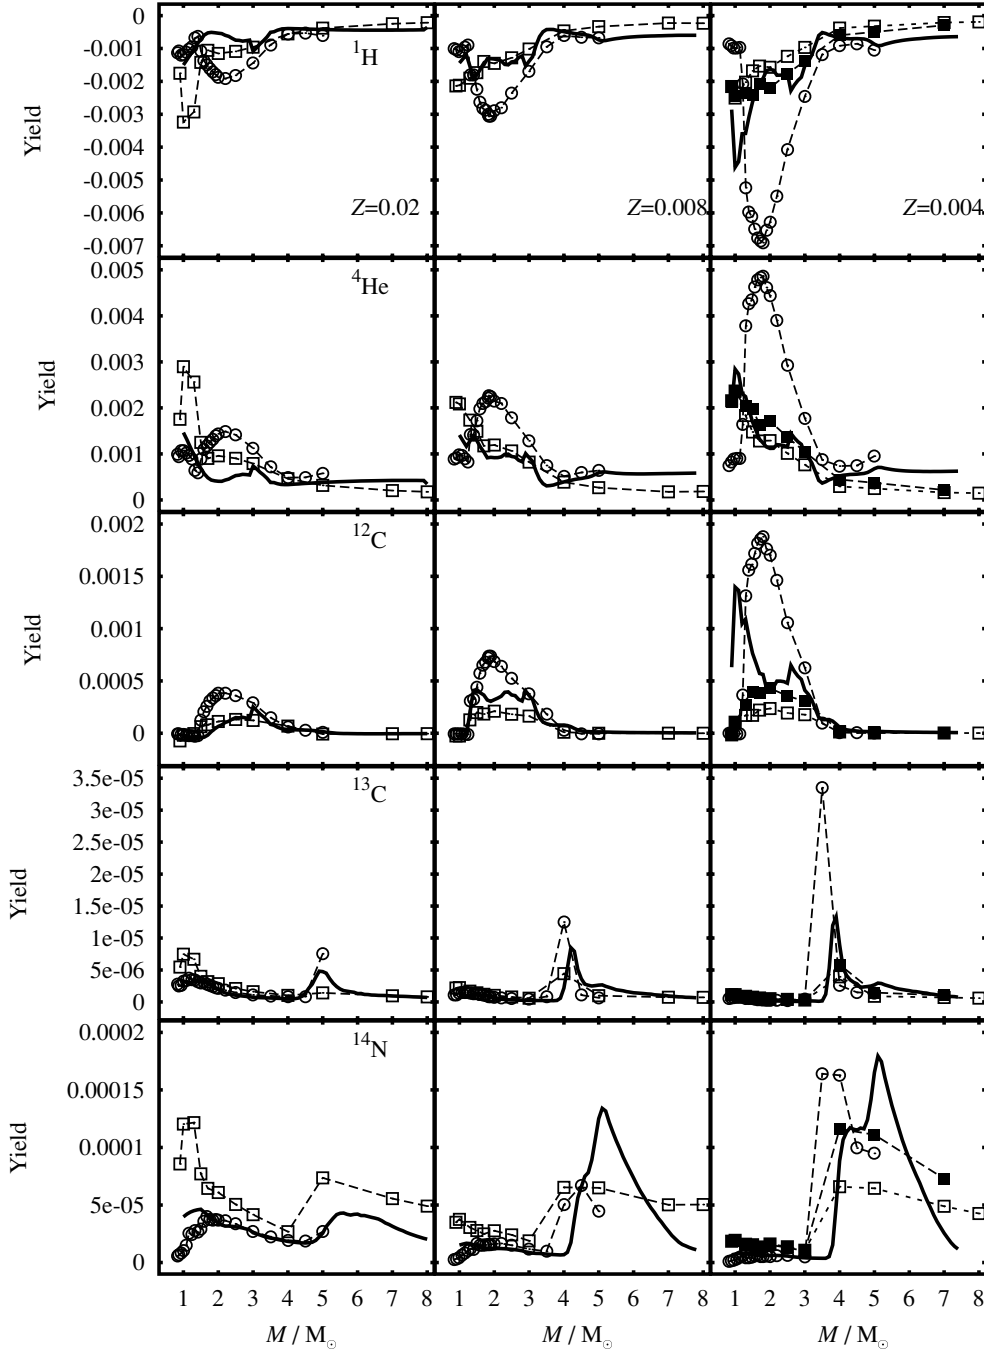 0
-0.001
-0.002
-0.003
-0.004
-0.005
-0.006
-0.007
Yield
¹H
Z=0.02
Z=0.008
Z=0.004
0.005
0.004
0.003
0.002
0.001
0
Yield
⁴He
0.002
0.0015
0.001
0.0005
0
Yield
¹²C
3.5e-05
3e-05
2.5e-05
2e-05
1.5e-05
1e-05
5e-06
0
Yield
¹³C
0.0002
0.00015
0.0001
5e-05
0
Yield
¹⁴N
1 2 3 4 5 6 7 8 1 2 3 4 5 6 7 8 1 2 3 4 5 6 7 8
M / M☉ M / M☉ M / M☉